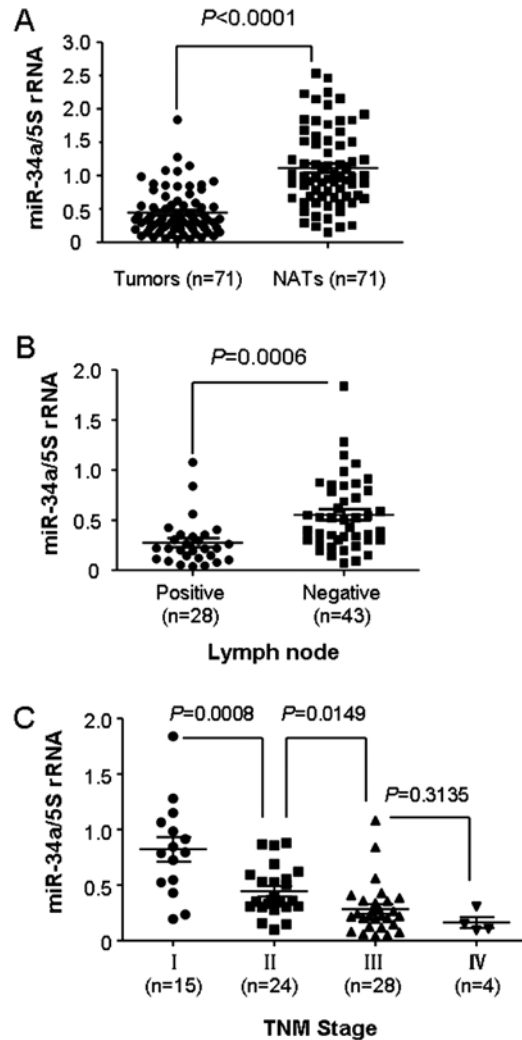 A
P<0.0001
miR-34a/5S rRNA
3.0
2.5
2.0
1.5
1.0
0.5
0
Tumors (n=71) NATs (n=71)
B
P=0.0006
miR-34a/5S rRNA
2.0
1.5
1.0
0.5
0
Positive Negative
(n=28) (n=43)
Lymph node
C
P=0.0008 P=0.0149
P=0.3135
miR-34a/5S rRNA
2.0
1.5
1.0
0.5
0
I II III IV
(n=15) (n=24) (n=28) (n=4)
TNM Stage